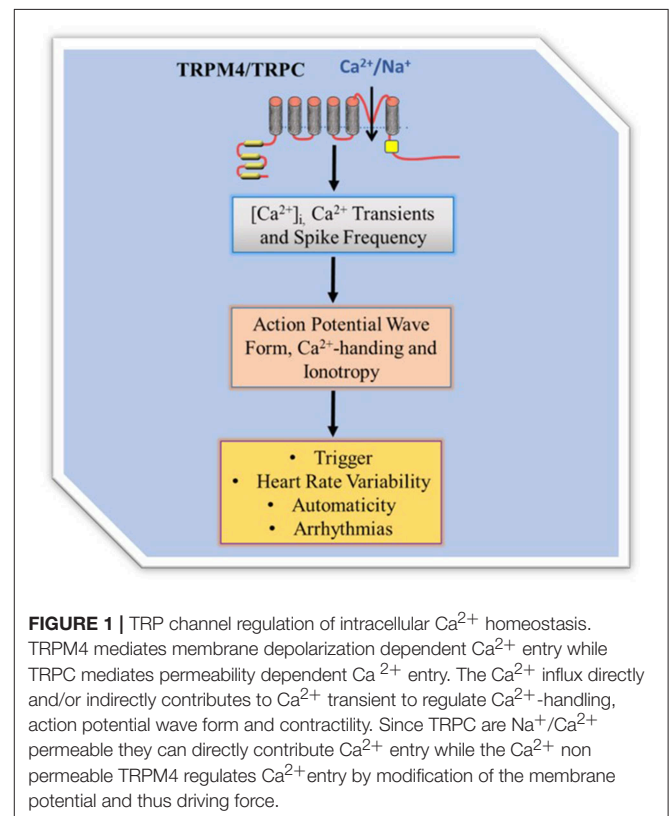 TRPM4/TRPC Ca²⁺/Na⁺
[Ca²⁺]i, Ca²⁺ Transients
and Spike Frequency
Action Potential Wave
Form, Ca²⁺-handing and
Ionotropy
• Trigger
• Heart Rate Variability
• Automaticity
• Arrhythmias
FIGURE 1 | TRP channel regulation of intracellular Ca²⁺ homeostasis.
TRPM4 mediates membrane depolarization dependent Ca²⁺ entry while
TRPC mediates permeability dependent Ca ²⁺ entry. The Ca²⁺ influx directly
and/or indirectly contributes to Ca²⁺ transient to regulate Ca²⁺-handling,
action potential wave form and contractility. Since TRPC are Na⁺/Ca²⁺
permeable they can directly contribute Ca²⁺ entry while the Ca²⁺ non
permeable TRPM4 regulates Ca²⁺entry by modification of the membrane
potential and thus driving force.